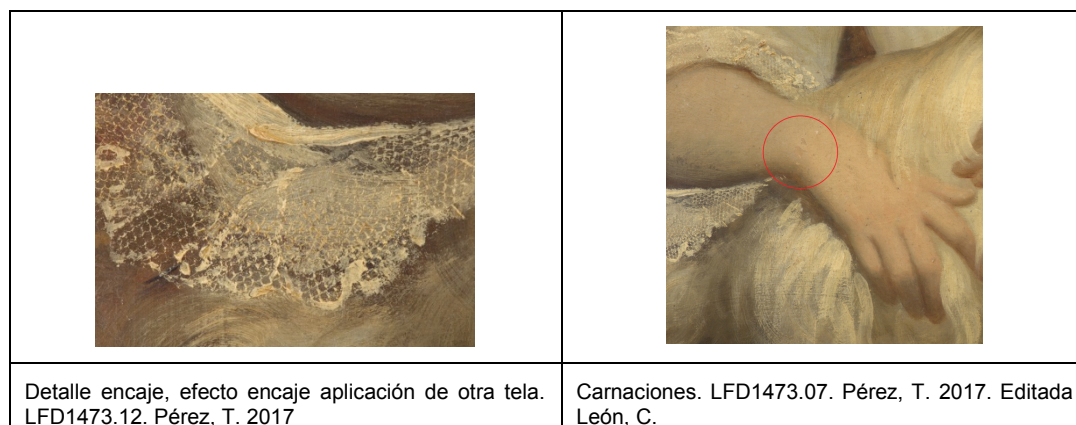 Detalle encaje, efecto encaje aplicación de otra tela.
LFD1473.12. Pérez, T. 2017
Carnaciones. LFD1473.07. Pérez, T. 2017. Editada
León, C.